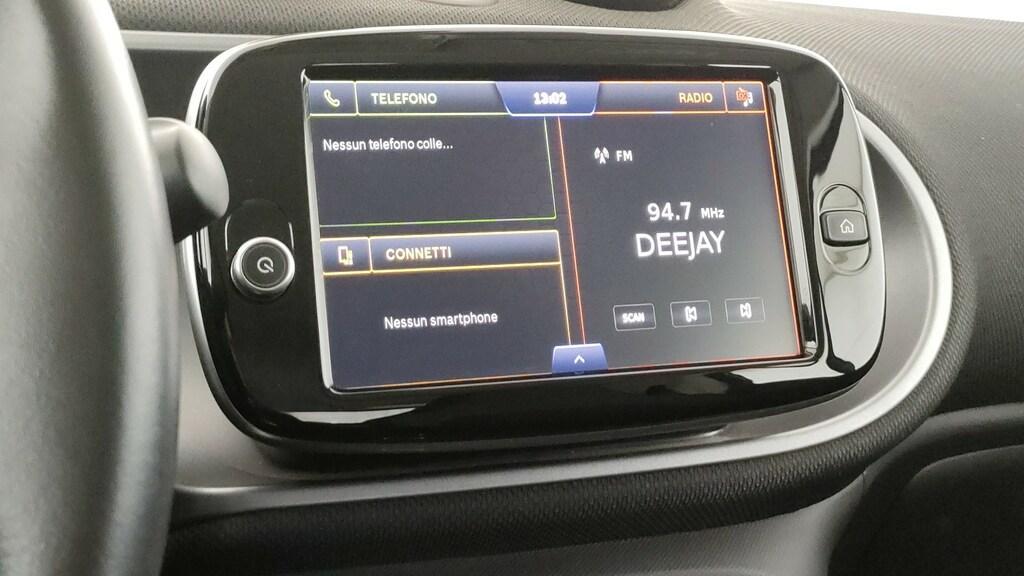 TELEFONO
13:02
RADIO
Nessun telefono colle...
FM
94.7 MHz
DEEJAY
CONNETTI
Nessun smartphone
SCAN